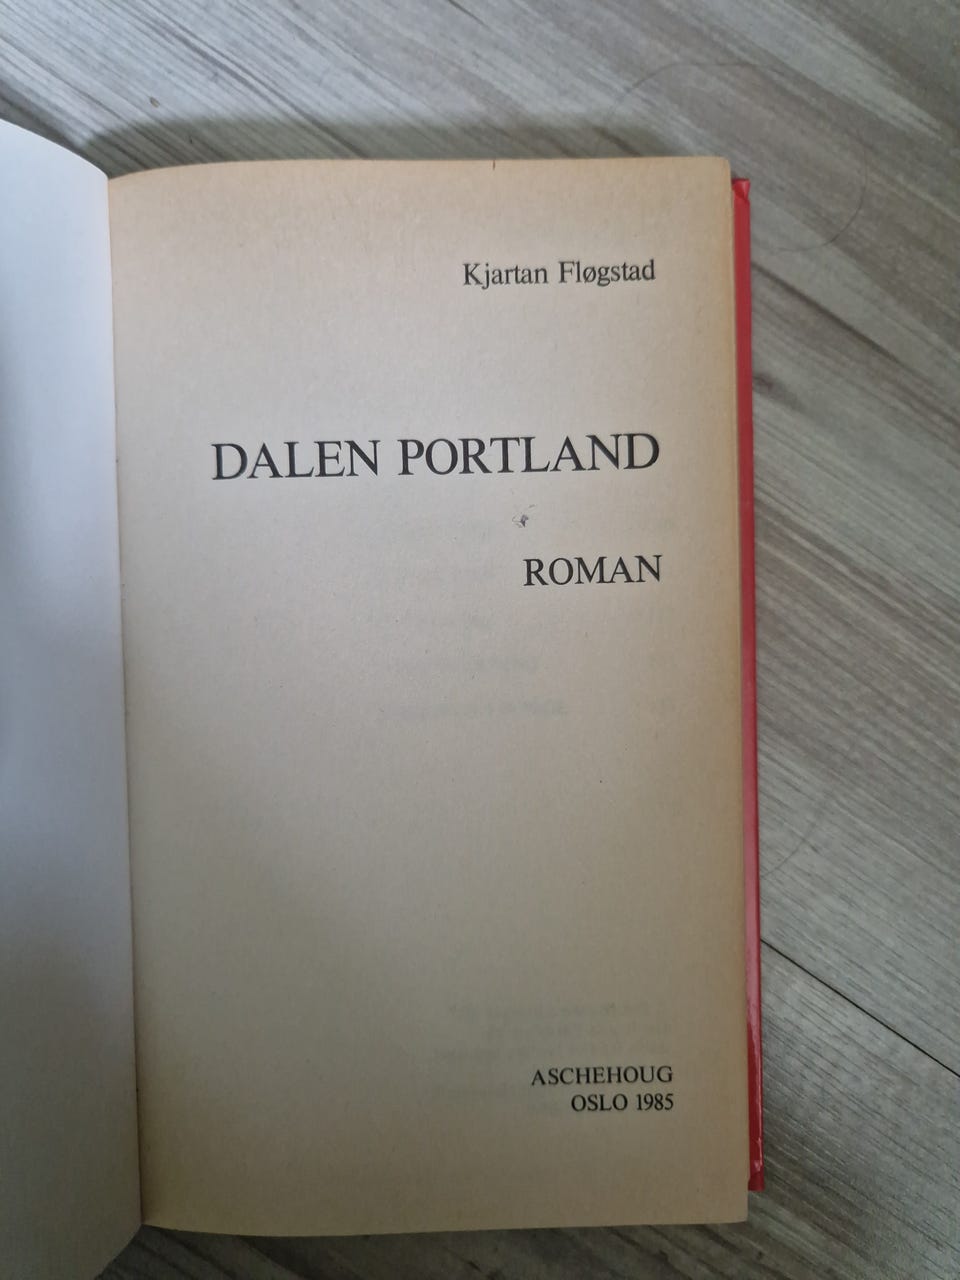 Kjartan Fløgstad
DALEN PORTLAND
ROMAN
ASCHEHOUG
OSLO 1985